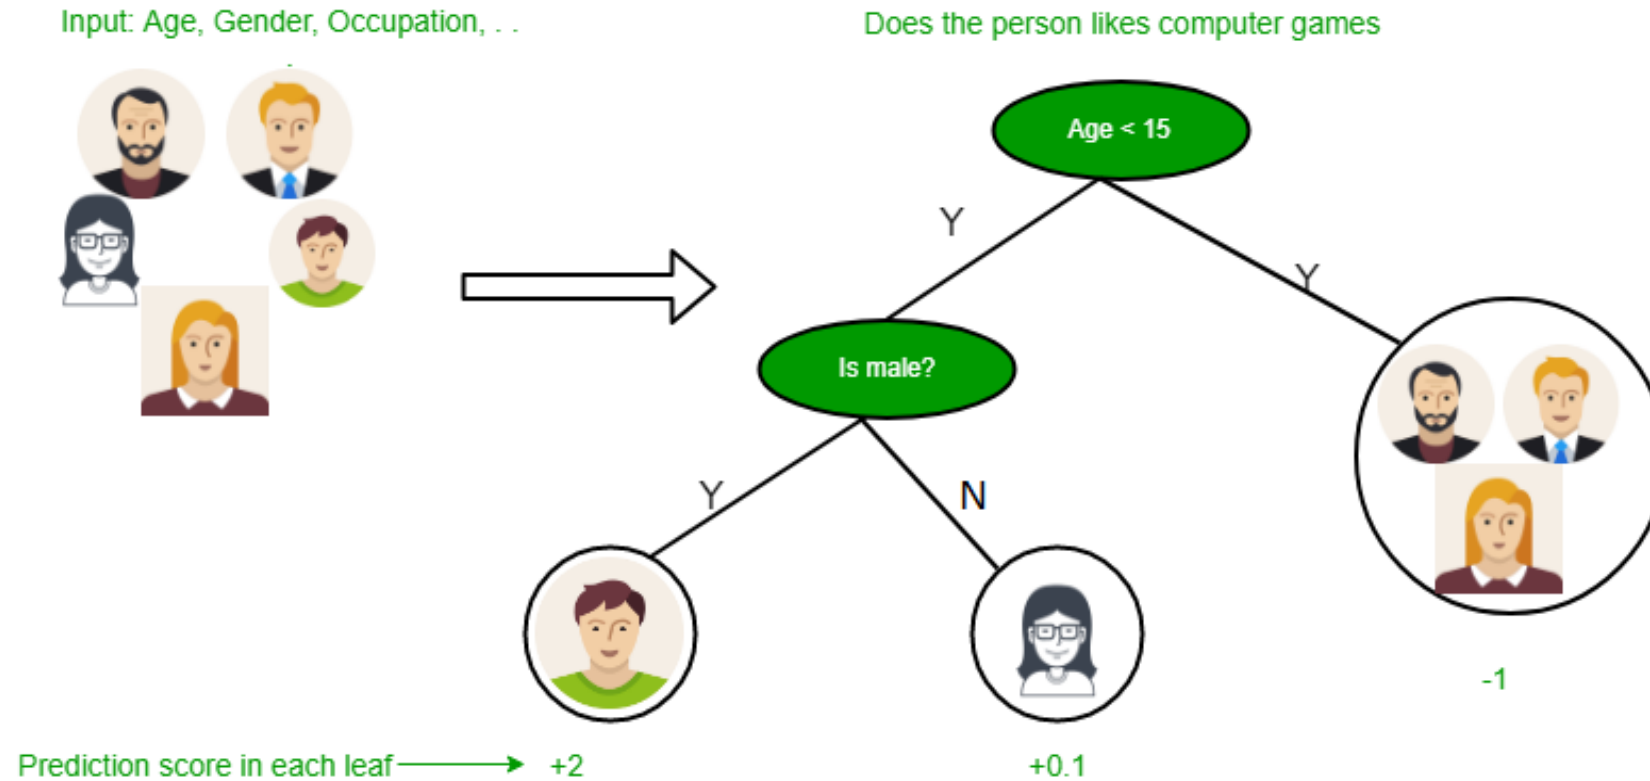 Input: Age, Gender, Occupation, . .
.
Does the person likes computer games
Age < 15
Y
Y
Is male?
Y
N
-1
Prediction score in each leaf
+2
+0.1